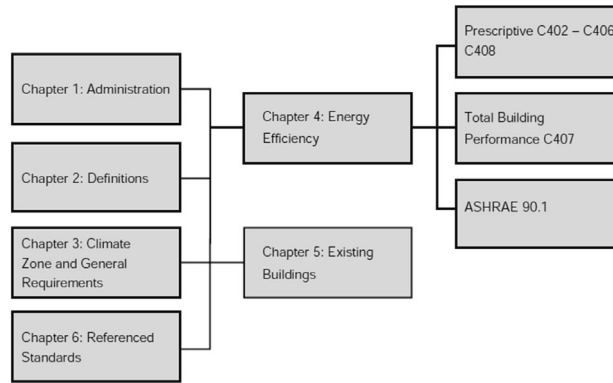 Chapter 1: Administration
Chapter 2: Definitions
Chapter 3: Climate
Zone and General
Requirements
Chapter 6: Referenced
Standards
Chapter 4: Energy
Efficiency
Chapter 5: Existing
Buildings
Prescriptive C402 – C406
C408
Total Building
Performance C407
ASHRAE 90.1